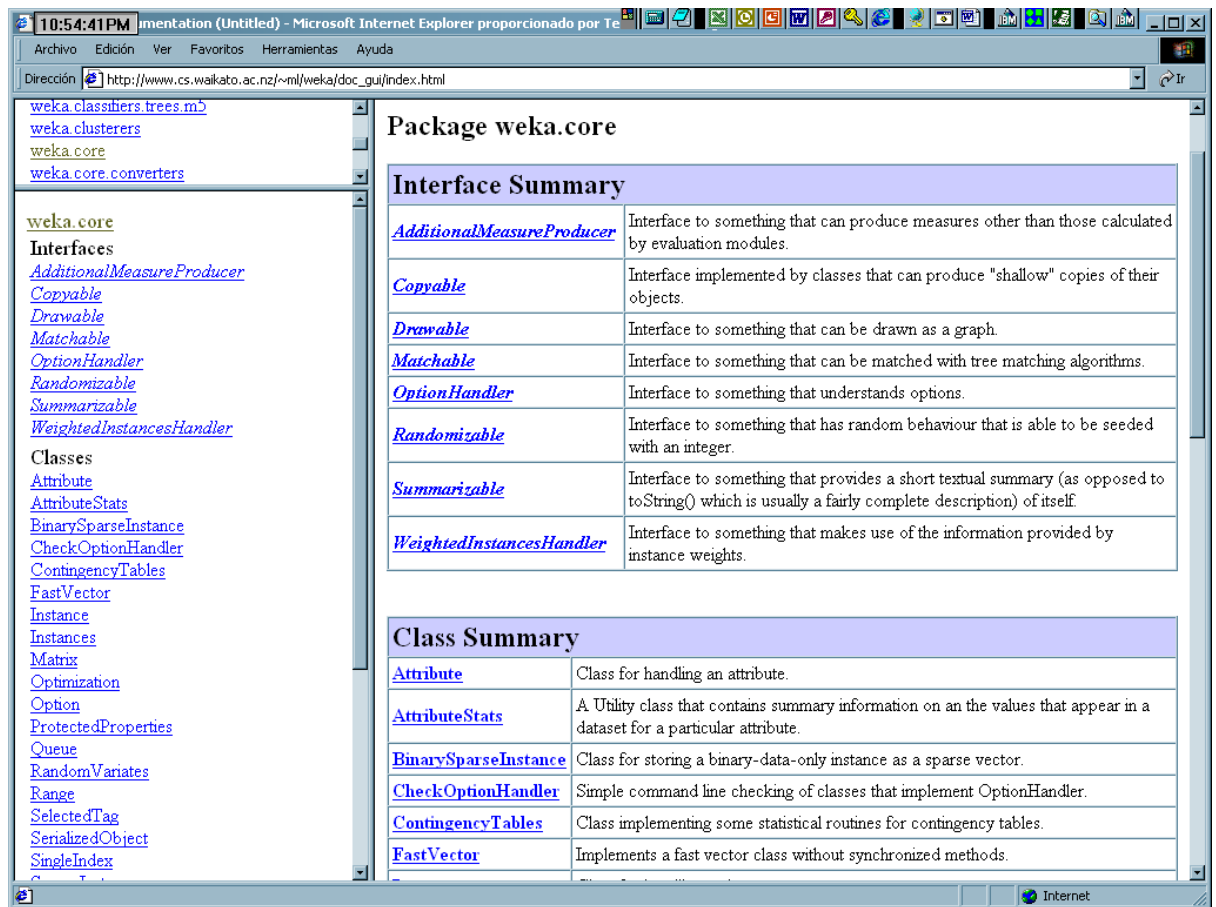 10:54:41PM umentation (Untitled) - Microsoft Internet Explorer proporcionado por Te
Archivo Edición Ver Favoritos Herramientas Ayuda
Dirección http://www.cs.waikato.ac.nz/~ml/weka/doc_gui/index.html Ir
weka.classifiers.trees.m5
weka.clusterers
weka.core
weka.core.converters
weka.core
Interfaces
AdditionalMeasureProducer
Copyable
Drawable
Matchable
OptionHandler
Randomizable
Summarizable
WeightedInstancesHandler
Classes
Attribute
AttributeStats
BinarySparseInstance
CheckOptionHandler
ContingencyTables
FastVector
Instance
Instances
Matrix
Optimization
Option
ProtectedProperties
Queue
RandomVariates
Range
SelectedTag
SerializedObject
SingleIndex
Package weka.core
Interface Summary
AdditionalMeasureProducer Interface to something that can produce measures other than those calculated
by evaluation modules.
Copyable Interface implemented by classes that can produce "shallow" copies of their
objects.
Drawable Interface to something that can be drawn as a graph.
Matchable Interface to something that can be matched with tree matching algorithms.
OptionHandler Interface to something that understands options.
Randomizable Interface to something that has random behaviour that is able to be seeded
with an integer.
Summarizable Interface to something that provides a short textual summary (as opposed to
toString() which is usually a fairly complete description) of itself.
WeightedInstancesHandler Interface to something that makes use of the information provided by
instance weights.
Class Summary
Attribute Class for handling an attribute.
AttributeStats A Utility class that contains summary information on an the values that appear in a
dataset for a particular attribute.
BinarySparseInstance Class for storing a binary-data-only instance as a sparse vector.
CheckOptionHandler Simple command line checking of classes that implement OptionHandler.
ContingencyTables Class implementing some statistical routines for contingency tables.
FastVector Implements a fast vector class without synchronized methods.
Internet